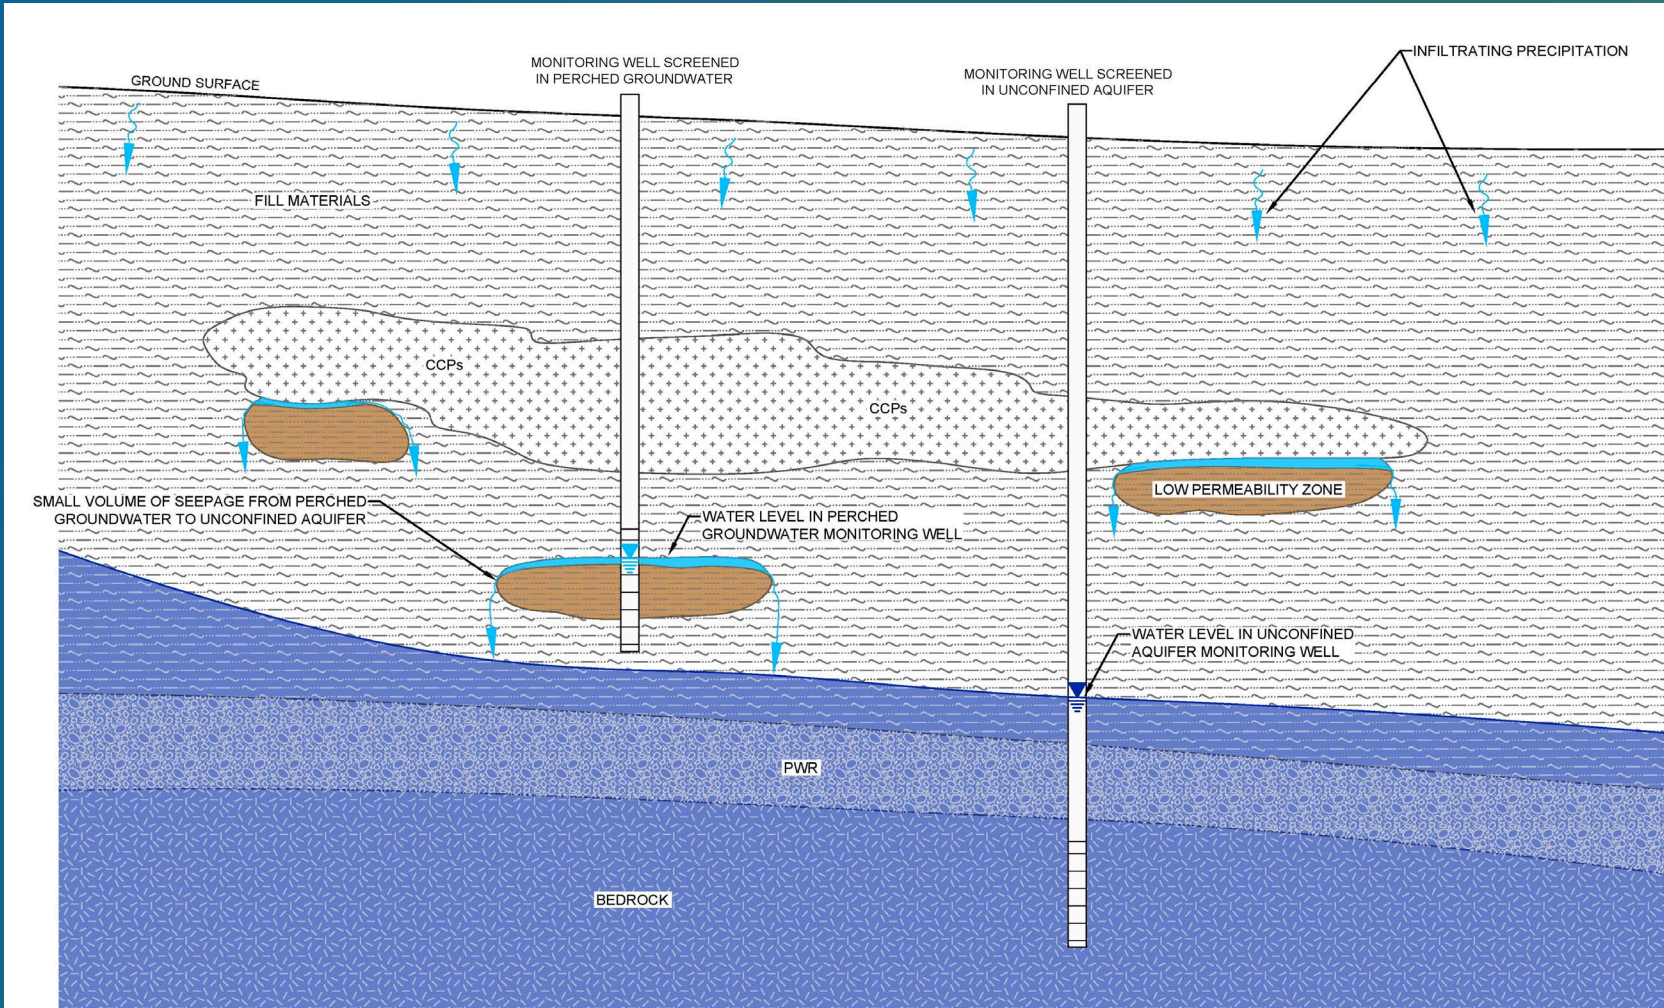 INFILTRATING PRECIPITATION
MONITORING WELL SCREENED
IN PERCHED GROUNDWATER
MONITORING WELL SCREENED
IN UNCONFINED AQUIFER
GROUND SURFACE
FILL MATERIALS
CCPs
CCPs
LOW PERMEABILITY ZONE
SMALL VOLUME OF SEEPAGE FROM PERCHED
GROUNDWATER TO UNCONFINED AQUIFER
WATER LEVEL IN PERCHED
GROUNDWATER MONITORING WELL
WATER LEVEL IN UNCONFINED
AQUIFER MONITORING WELL
PWR
BEDROCK